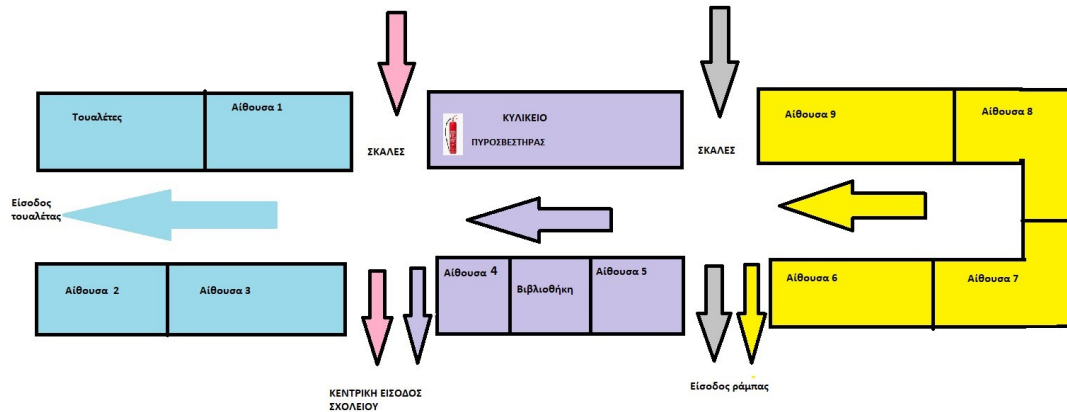 Τουαλέτες
Αίθουσα 1
ΣΚΑΛΕΣ
ΚΥΛΙΚΕΙΟ
ΠΥΡΟΣΒΕΣΤΗΡΑΣ
ΣΚΑΛΕΣ
Αίθουσα 9
Αίθουσα 8
Είσοδος
τουαλέτας
Αίθουσα 2
Αίθουσα 3
Αίθουσα 4
Βιβλιοθήκη
Αίθουσα 5
Αίθουσα 6
Αίθουσα 7
ΚΕΝΤΡΙΚΗ ΕΙΣΟΔΟΣ
ΣΧΟΛΕΙΟΥ
Είσοδος ράμπας